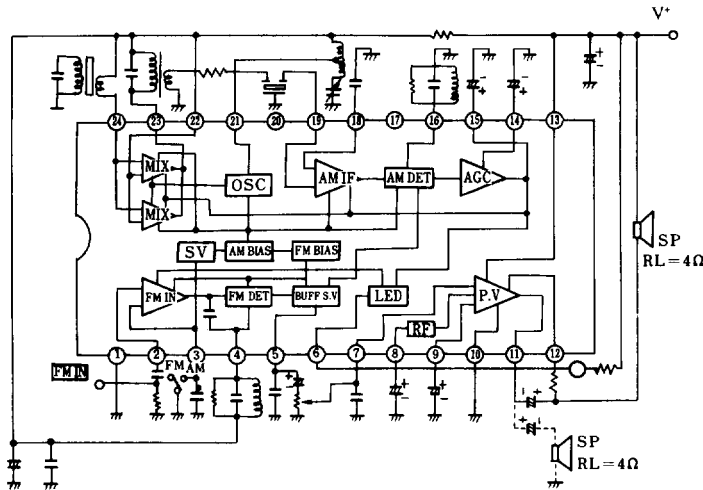 V+
24 23 22 21 20 19 18 17 16 15 14 13
MIX
OSC
AM IF
AM DET
AGC
MIX
SV
AM BIAS
FM BIAS
SP
RL=4Ω
FM IN
FM DET
BUFF S.V
LED
P.V
RF
1 2 3 4 5 6 7 8 9 10 11 12
FM IN
FM
AM
SP
RL=4Ω